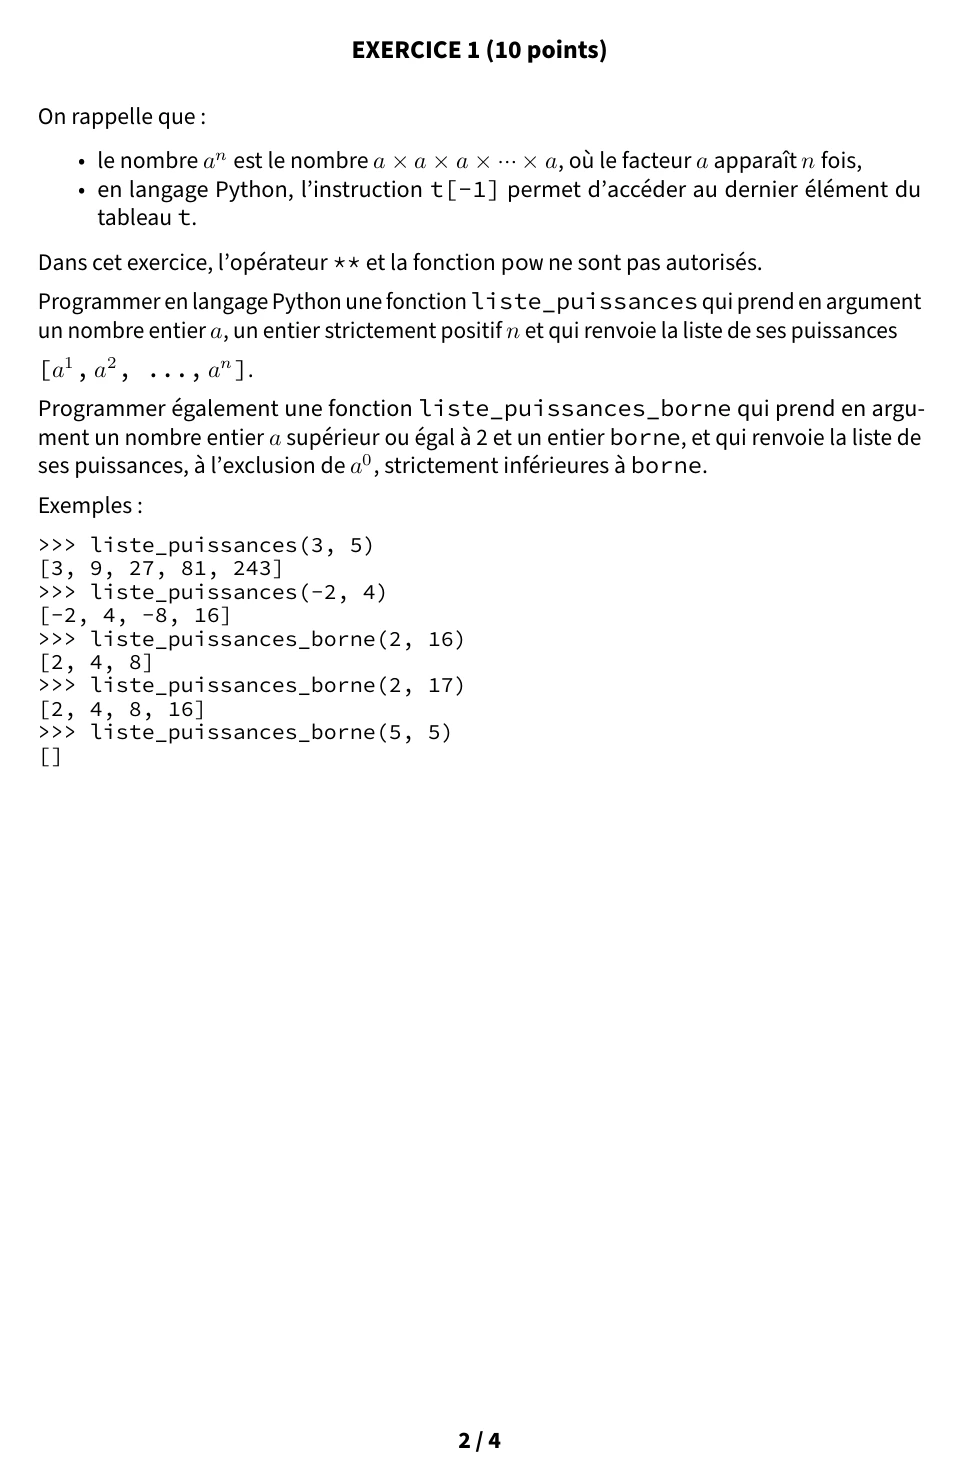 EXERCICE 1 (10 points)
On rappelle que :
• le nombre aⁿ est le nombre a × a × a × ··· × a, où le facteur a apparaît n fois,
• en langage Python, l’instruction t[-1] permet d’accéder au dernier élément du
tableau t.
Dans cet exercice, l’opérateur ** et la fonction pow ne sont pas autorisés.
Programmer en langage Python une fonction liste_puissances qui prend en argument
un nombre entier a, un entier strictement positif n et qui renvoie la liste de ses puissances
[a¹, a², ..., aⁿ].
Programmer également une fonction liste_puissances_borne qui prend en argu-
ment un nombre entier a supérieur ou égal à 2 et un entier borne, et qui renvoie la liste de
ses puissances, à l’exclusion de a⁰, strictement inférieures à borne.
Exemples :
>>> liste_puissances(3, 5)
[3, 9, 27, 81, 243]
>>> liste_puissances(-2, 4)
[-2, 4, -8, 16]
>>> liste_puissances_borne(2, 16)
[2, 4, 8]
>>> liste_puissances_borne(2, 17)
[2, 4, 8, 16]
>>> liste_puissances_borne(5, 5)
[]
2 / 4